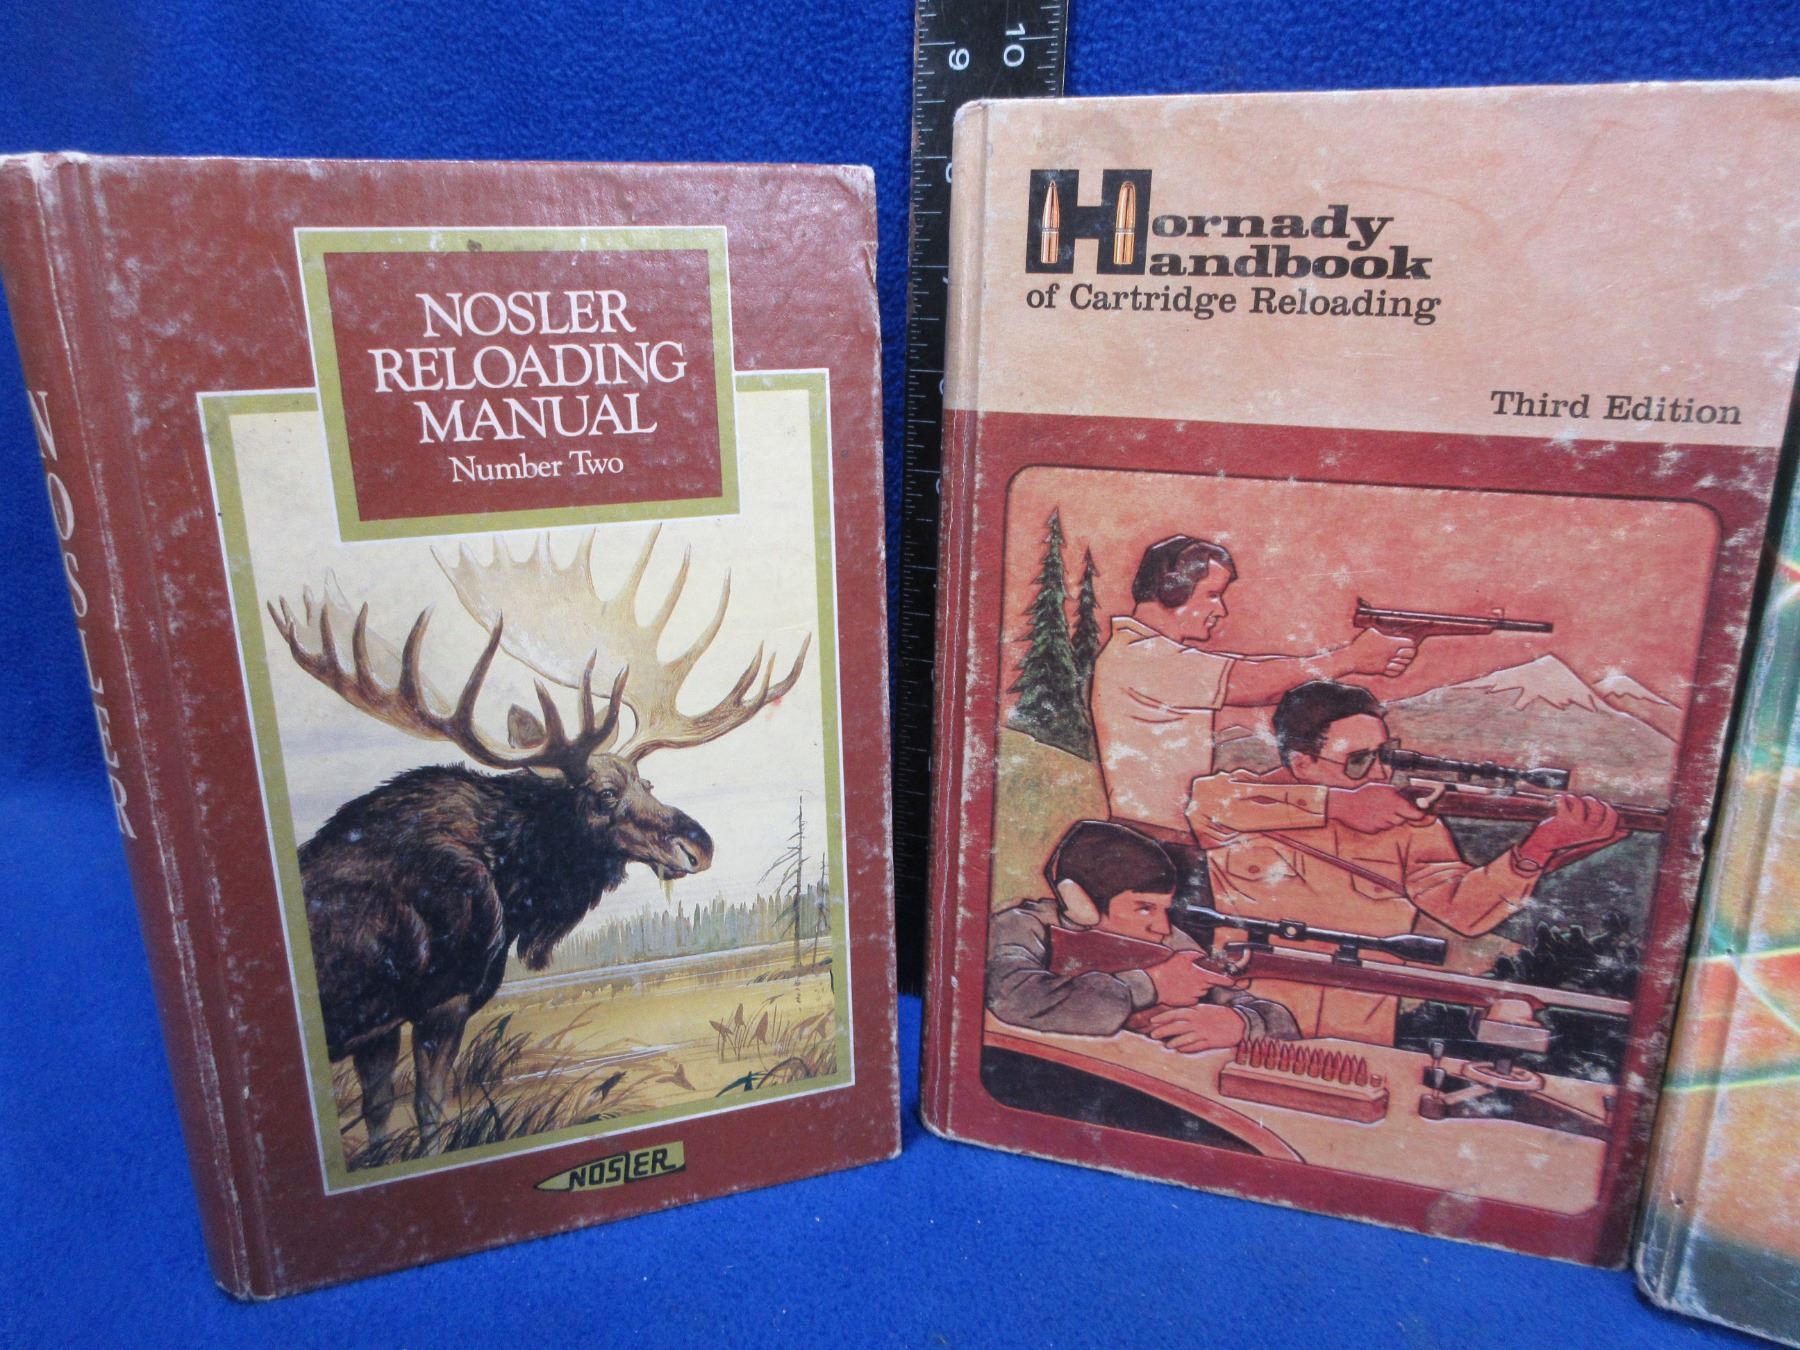 NOSLER
NOSLER
RELOADING
MANUAL
Number Two
NOSLER
9
10
Hornady
Handbook
of Cartridge Reloading
Third Edition